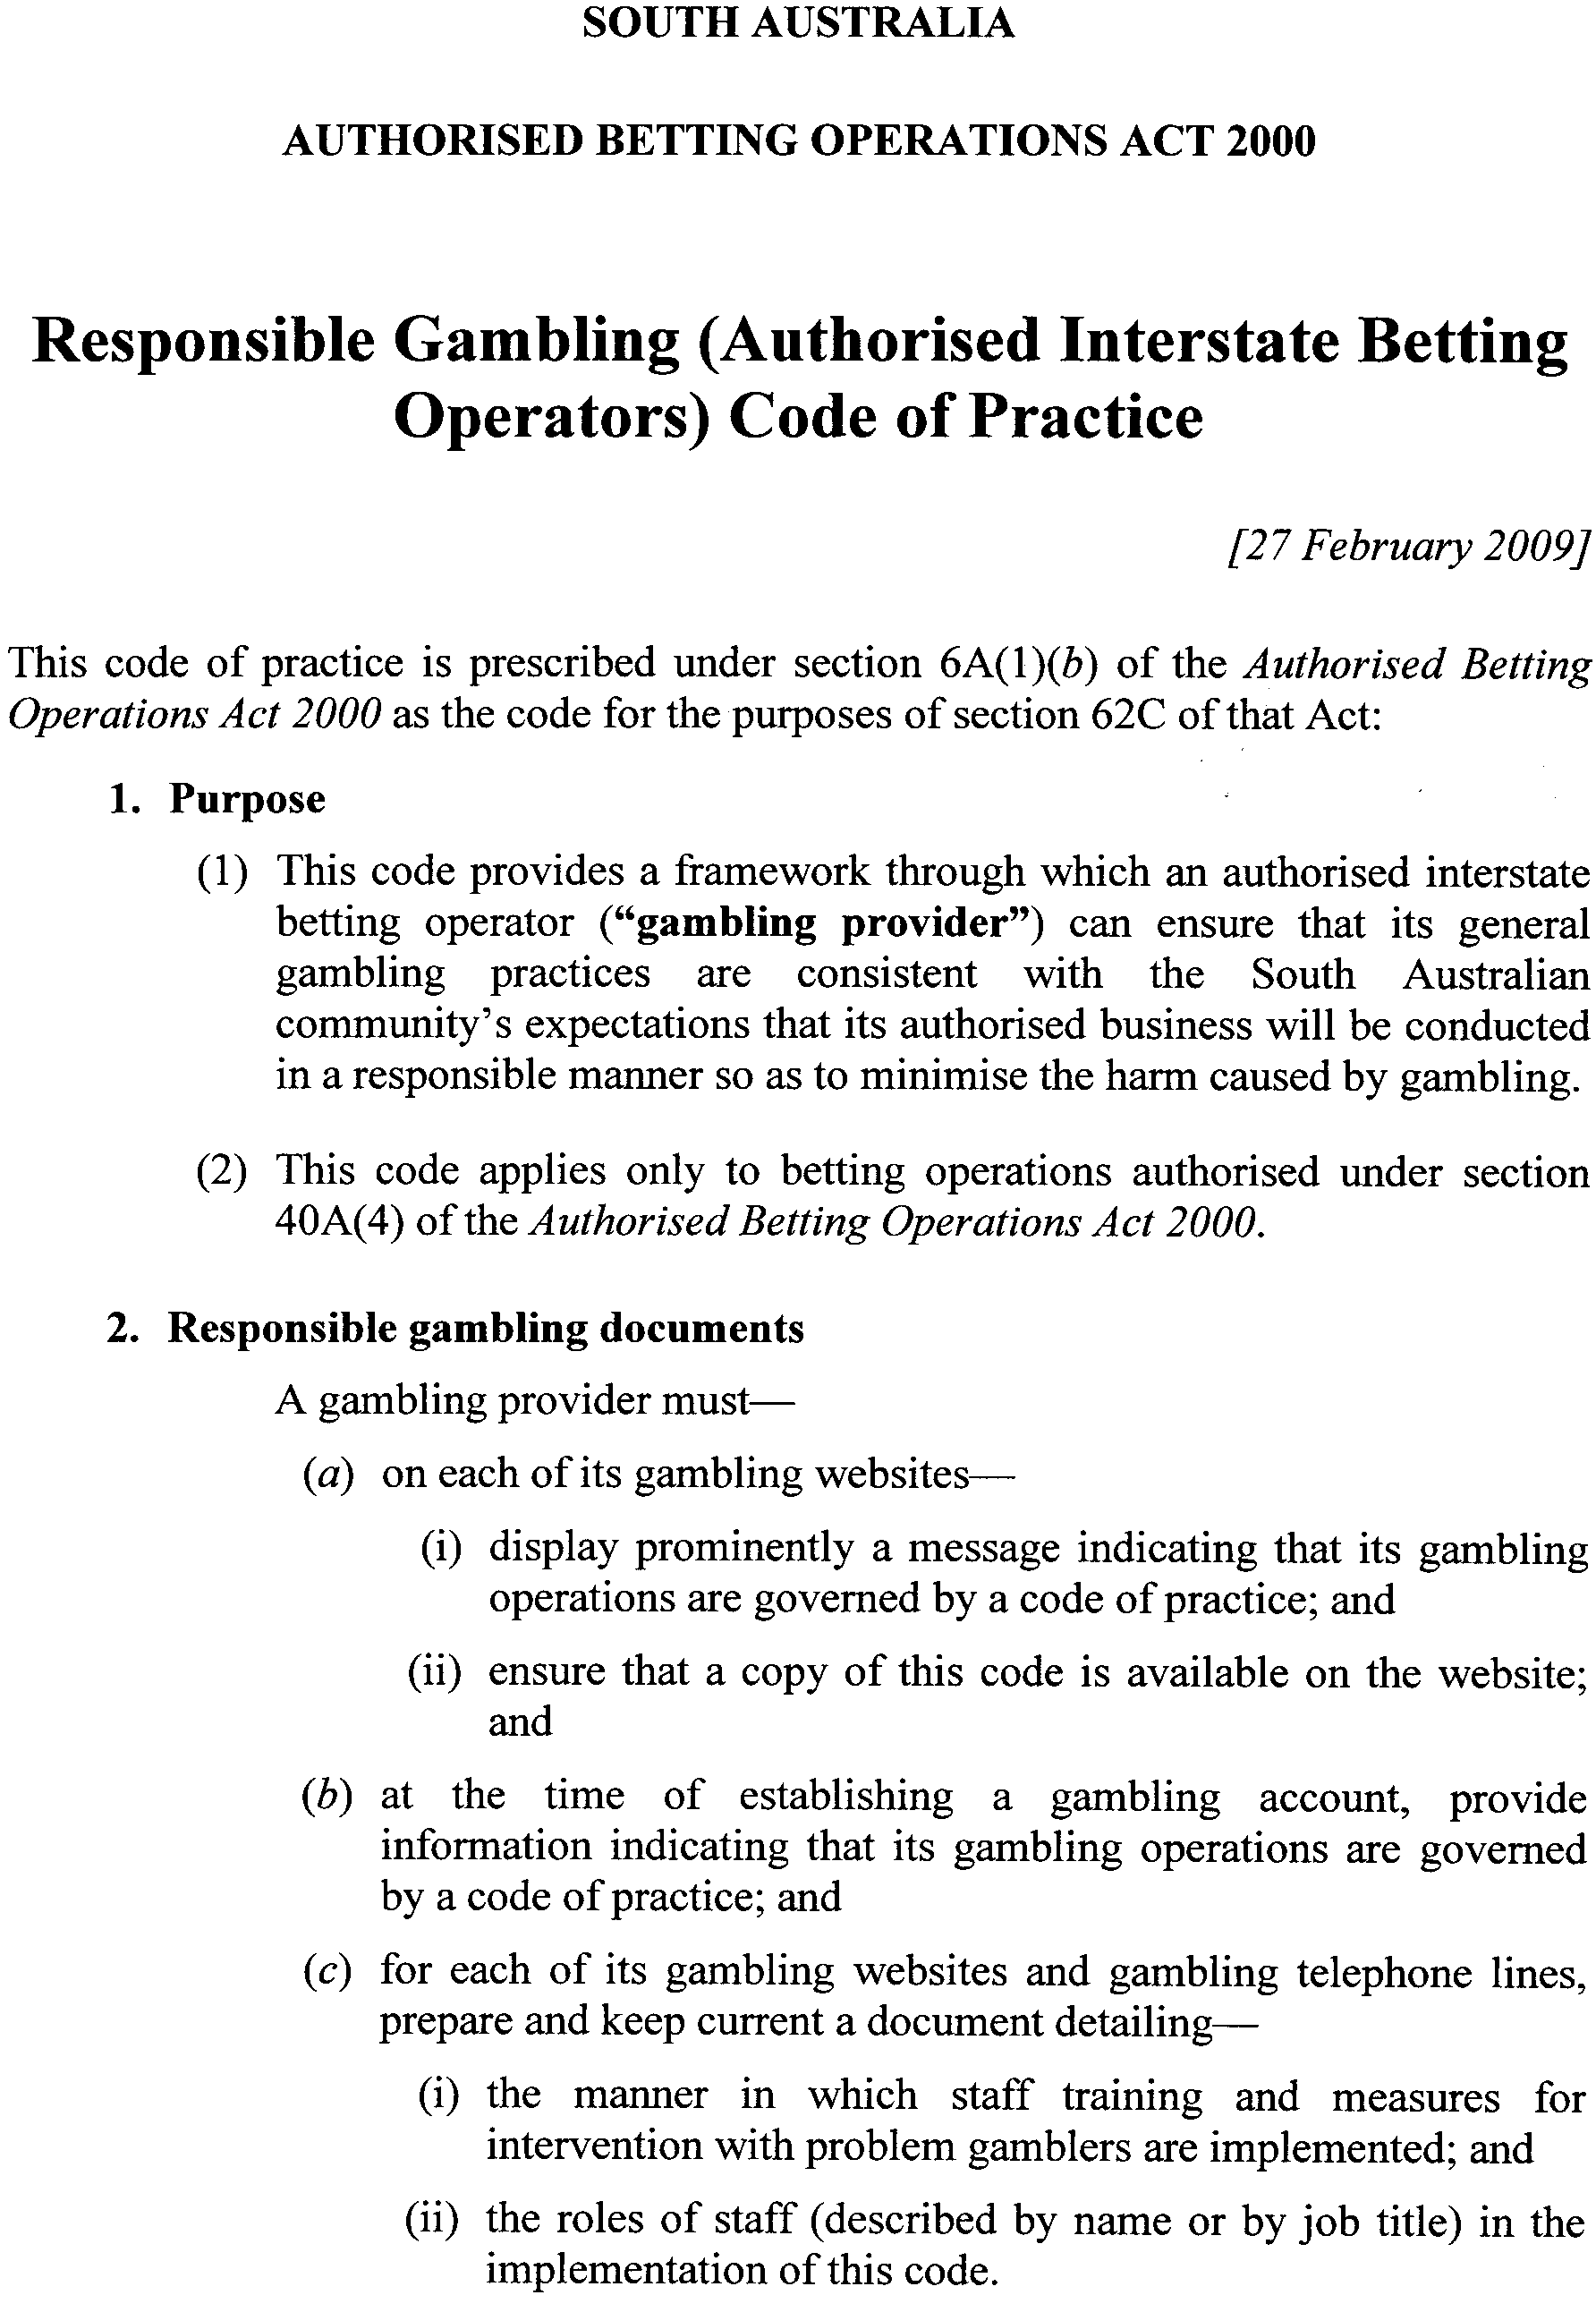 SOUTH AUSTRALIA
AUTHORISED BETTING OPERATIONS ACT 2000
Responsible Gambling (Authorised Interstate Betting
Operators) Code of Practice
[27 February 2009]
This code of practice is prescribed under section 6A(1)(b) of the Authorised Betting
Operations Act 2000 as the code for the purposes of section 62C of that Act:
1. Purpose
(1) This code provides a framework through which an authorised interstate
betting operator (“gambling provider”) can ensure that its general
gambling practices are consistent with the South Australian
community’s expectations that its authorised business will be conducted
in a responsible manner so as to minimise the harm caused by gambling.
(2) This code applies only to betting operations authorised under section
40A(4) of the Authorised Betting Operations Act 2000.
2. Responsible gambling documents
A gambling provider must—
(a) on each of its gambling websites—
(i) display prominently a message indicating that its gambling
operations are governed by a code of practice; and
(ii) ensure that a copy of this code is available on the website;
and
(b) at the time of establishing a gambling account, provide
information indicating that its gambling operations are governed
by a code of practice; and
(c) for each of its gambling websites and gambling telephone lines,
prepare and keep current a document detailing—
(i) the manner in which staff training and measures for
intervention with problem gamblers are implemented; and
(ii) the roles of staff (described by name or by job title) in the
implementation of this code.